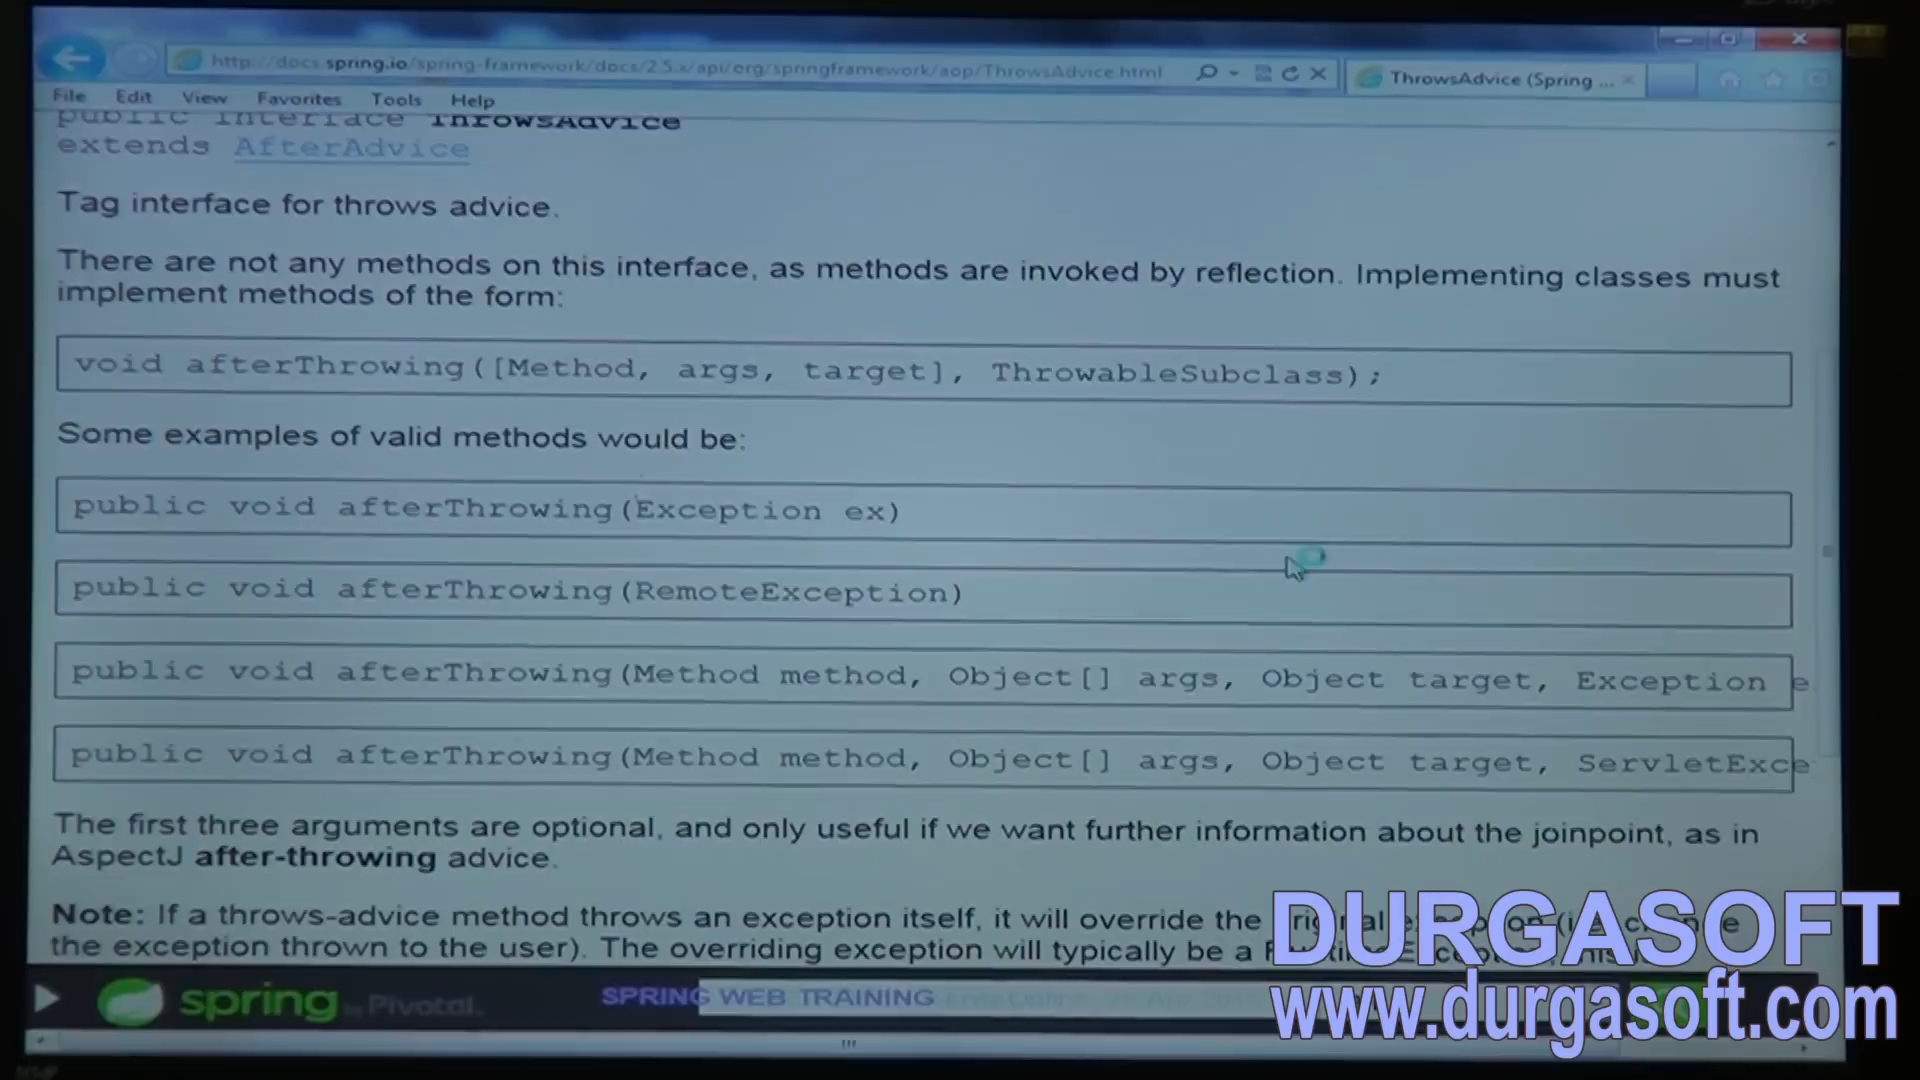 http://docs.spring.io/spring-framework/docs/2.5.x/api/org/springframework/aop/ThrowsAdvice.html
ThrowsAdvice (Spring ...
File Edit View Favorites Tools Help
public interface ThrowsAdvice
extends AfterAdvice
Tag interface for throws advice.
There are not any methods on this interface, as methods are invoked by reflection. Implementing classes must
implement methods of the form:
void afterThrowing([Method, args, target], ThrowableSubclass);
Some examples of valid methods would be:
public void afterThrowing(Exception ex)
public void afterThrowing(RemoteException)
public void afterThrowing(Method method, Object[] args, Object target, Exception e
public void afterThrowing(Method method, Object[] args, Object target, ServletExce
The first three arguments are optional, and only useful if we want further information about the joinpoint, as in
AspectJ after-throwing advice.
Note: If a throws-advice method throws an exception itself, it will override the
the exception thrown to the user). The overriding exception will typically be a
DURGASOFT
www.durgasoft.com
spring by Pivotal.
SPRING WEB TRAINING